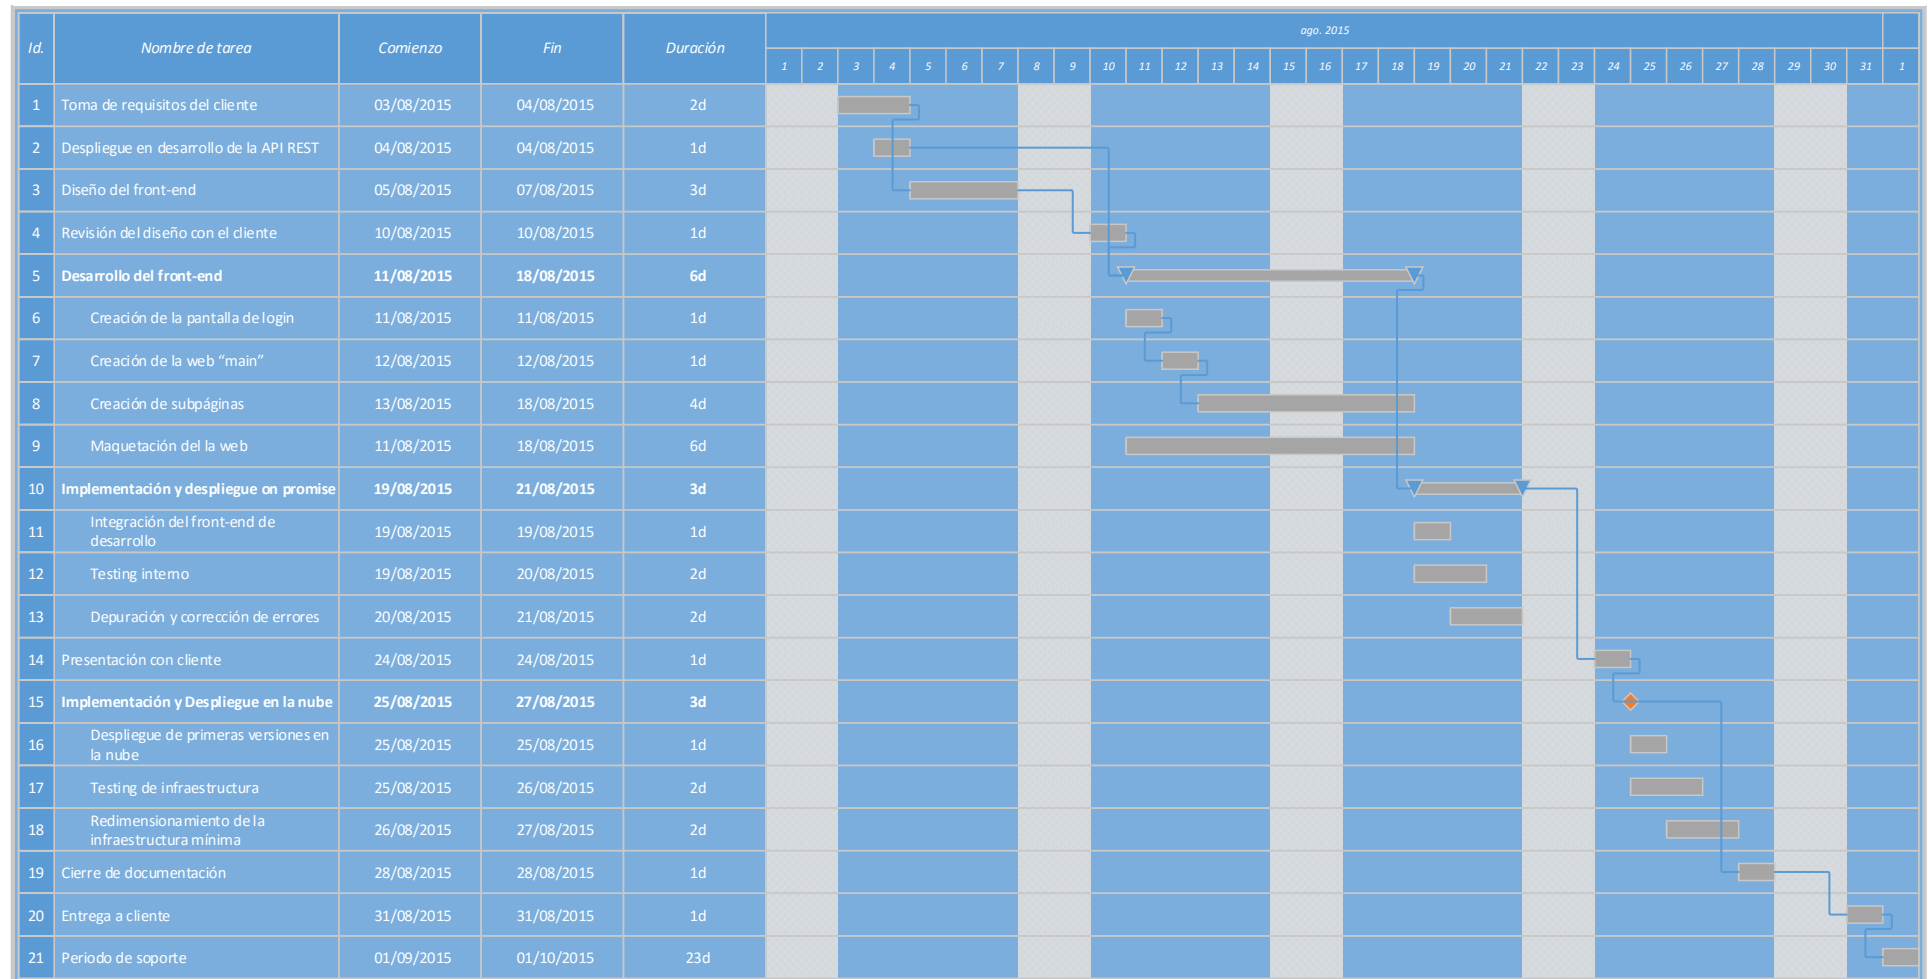 Id. Nombre de tarea Comienzo Fin Duración ago. 2015
1 2 3 4 5 6 7 8 9 10 11 12 13 14 15 16 17 18 19 20 21 22 23 24 25 26 27 28 29 30 31 1
1 Toma de requisitos del cliente 03/08/2015 04/08/2015 2d
2 Despliegue en desarrollo de la API REST 04/08/2015 04/08/2015 1d
3 Diseño del front-end 05/08/2015 07/08/2015 3d
4 Revisión del diseño con el cliente 10/08/2015 10/08/2015 1d
5 Desarrollo del front-end 11/08/2015 18/08/2015 6d
6 Creación de la pantalla de login 11/08/2015 11/08/2015 1d
7 Creación de la web “main” 12/08/2015 12/08/2015 1d
8 Creación de subpáginas 13/08/2015 18/08/2015 4d
9 Maquetación del la web 11/08/2015 18/08/2015 6d
10 Implementación y despliegue on promise 19/08/2015 21/08/2015 3d
11 Integración del front-end de
desarrollo 19/08/2015 19/08/2015 1d
12 Testing interno 19/08/2015 20/08/2015 2d
13 Depuración y corrección de errores 20/08/2015 21/08/2015 2d
14 Presentación con cliente 24/08/2015 24/08/2015 1d
15 Implementación y Despliegue en la nube 25/08/2015 27/08/2015 3d
16 Despliegue de primeras versiones en
la nube 25/08/2015 25/08/2015 1d
17 Testing de infraestructura 25/08/2015 26/08/2015 2d
18 Redimensionamiento de la
infraestructura mínima 26/08/2015 27/08/2015 2d
19 Cierre de documentación 28/08/2015 28/08/2015 1d
20 Entrega a cliente 31/08/2015 31/08/2015 1d
21 Periodo de soporte 01/09/2015 01/10/2015 23d